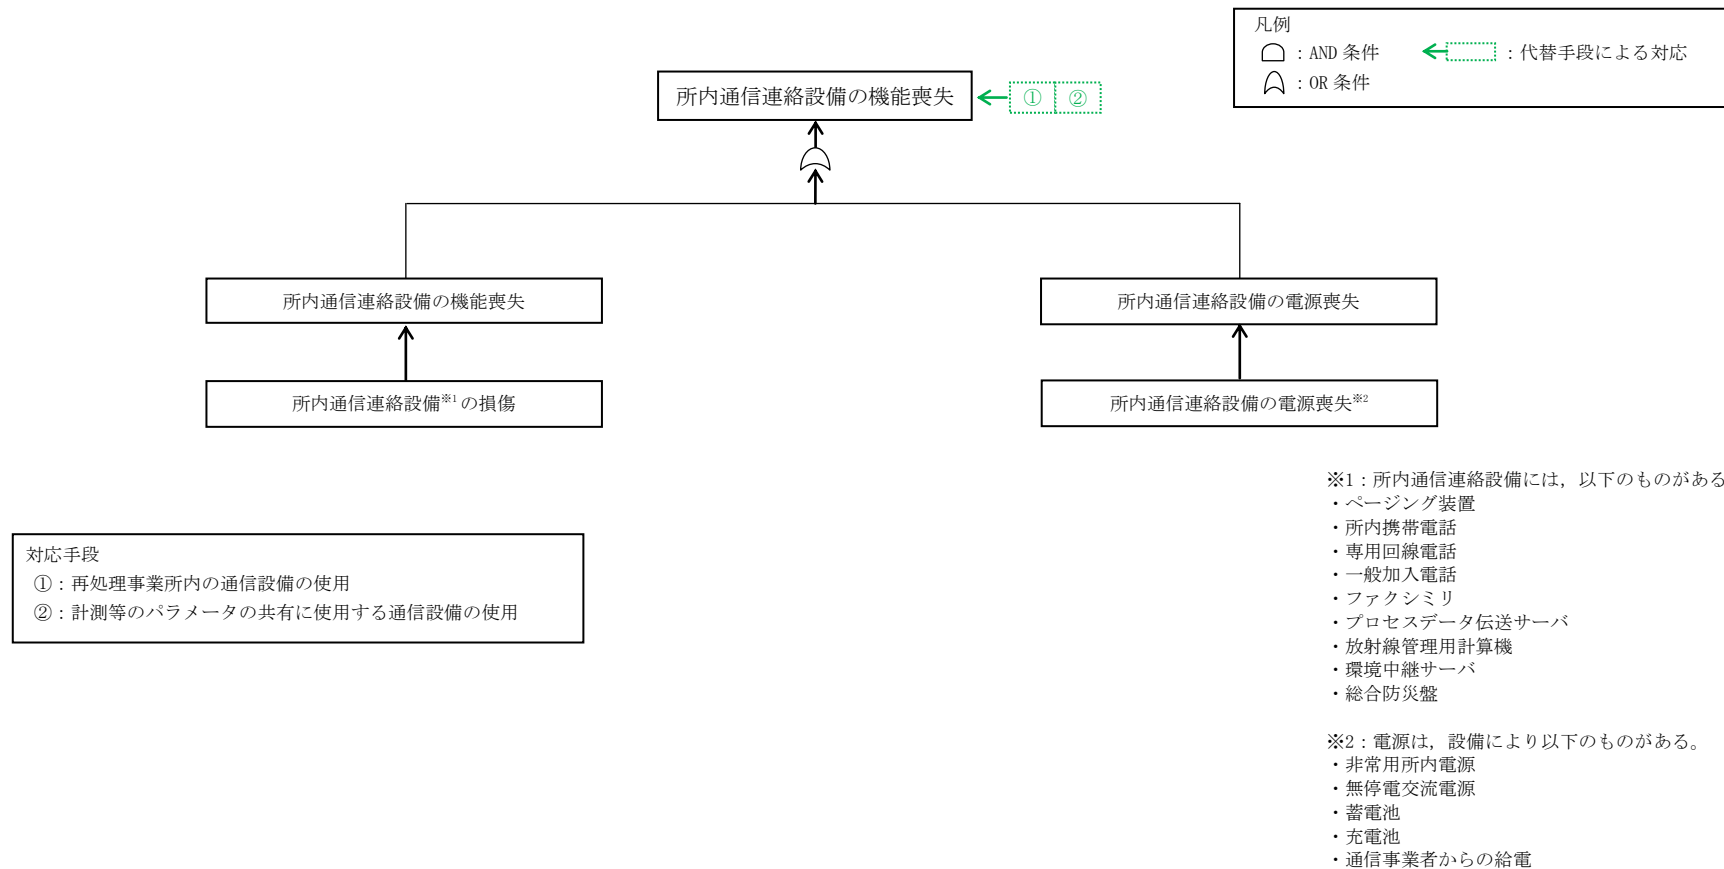 凡例
：AND 条件
：代替手段による対応
：OR 条件
所内通信連絡設備の機能喪失
① ②
所内通信連絡設備の機能喪失
所内通信連絡設備の電源喪失
所内通信連絡設備※1の損傷
所内通信連絡設備の電源喪失※2
対応手段
①：再処理事業所内の通信設備の使用
②：計測等のパラメータの共有に使用する通信設備の使用
※1：所内通信連絡設備には，以下のものがある
・ページング装置
・所内携帯電話
・専用回線電話
・一般加入電話
・ファクシミリ
・プロセスデータ伝送サーバ
・放射線管理用計算機
・環境中継サーバ
・総合防災盤
※2：電源は，設備により以下のものがある。
・非常用所内電源
・無停電交流電源
・蓄電池
・充電池
・通信事業者からの給電